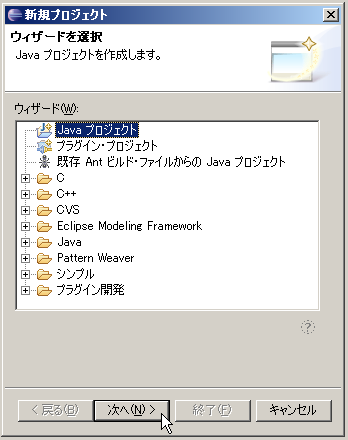 新規プロジェクト
ウィザードを選択
Java プロジェクトを作成します。
ウィザード(W):
Java プロジェクト
プラグイン・プロジェクト
既存 Ant ビルド・ファイルからの Java プロジェクト
C
C++
CVS
Eclipse Modeling Framework
Java
Pattern Weaver
シンプル
プラグイン開発
< 戻る(B) 次へ(N) > 終了(F) キャンセル